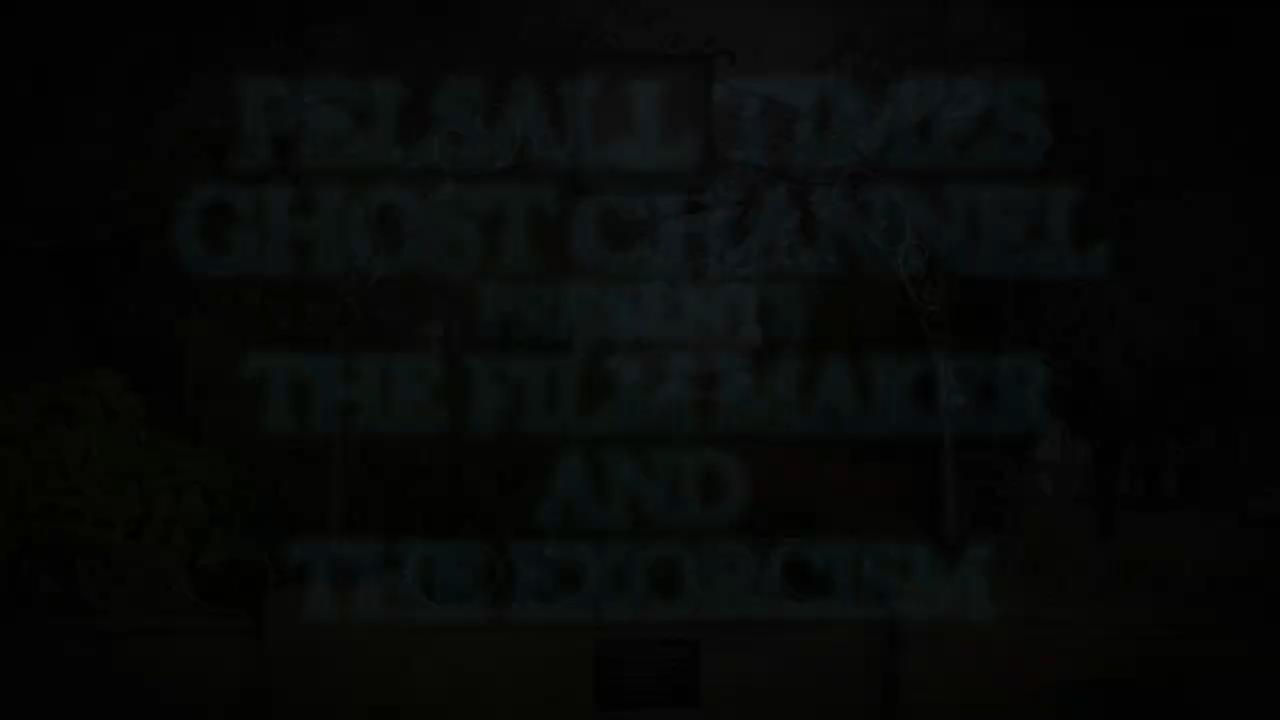 PELSALL TIMES
GHOST CHANNEL
PRESENTS
THE FILM MAKER
AND
THE EXORCISM